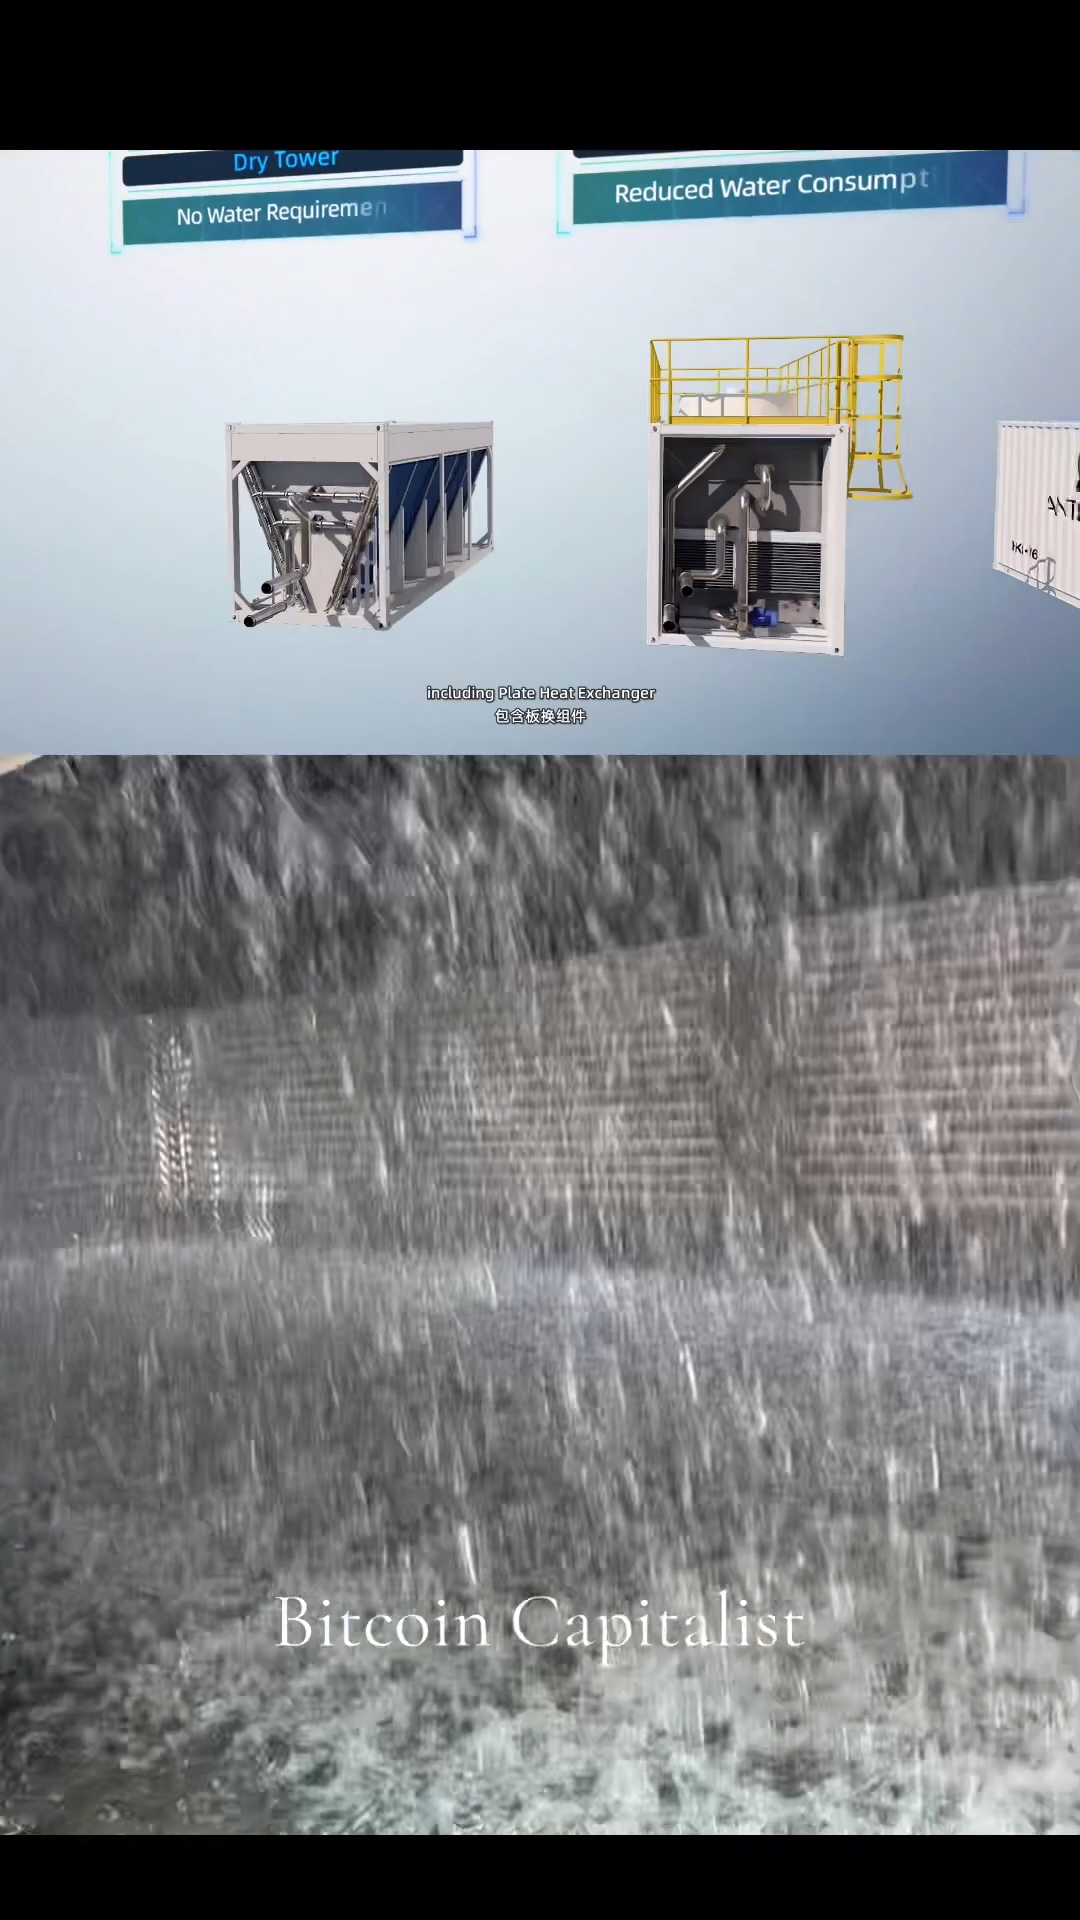 Dry Tower
No Water Requiremen
Reduced Water Consumpt
including Plate Heat Exchanger
包含板换组件
Bitcoin Capitalist